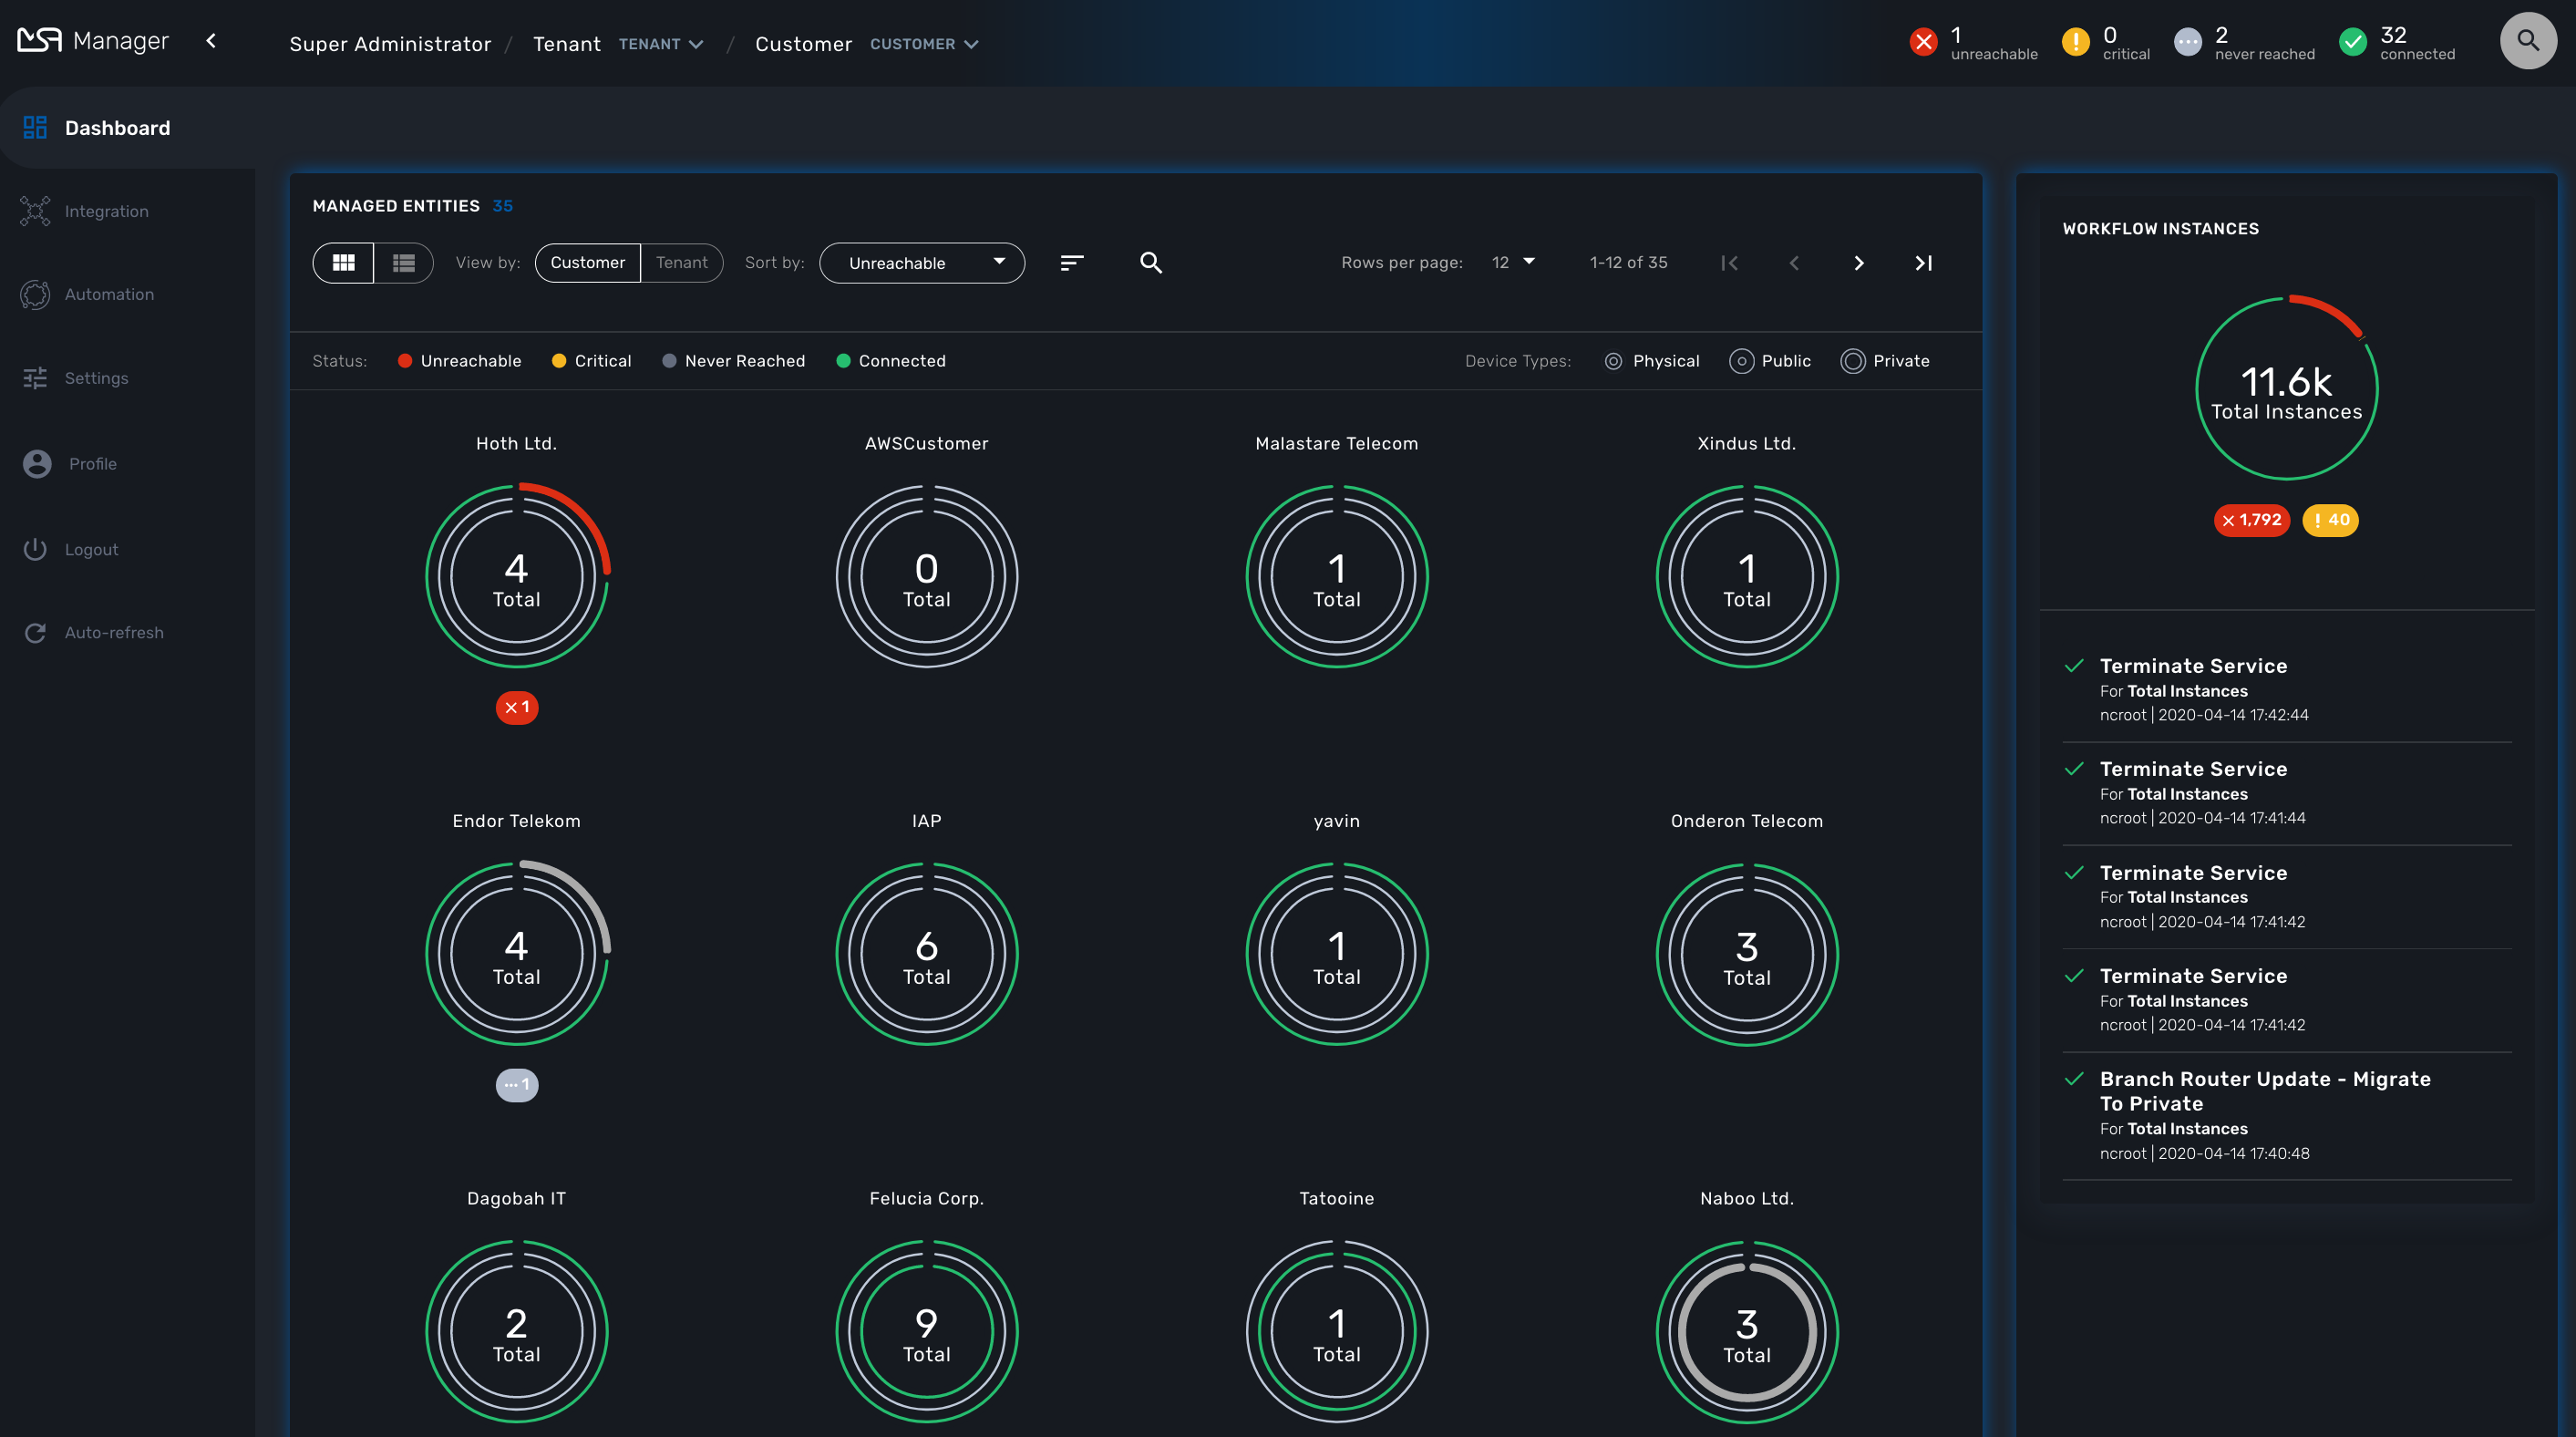 MSA Manager
Super Administrator / Tenant TENANT / Customer CUSTOMER
1 unreachable
0 critical
2 never reached
32 connected
Dashboard
Integration
Automation
Settings
Profile
Logout
Auto-refresh
MANAGED ENTITIES 35
View by: Customer Tenant Sort by: Unreachable Rows per page: 12 1-12 of 35
Status: Unreachable Critical Never Reached Connected Device Types: Physical Public Private
Hoth Ltd.
4
Total
1
AWSCustomer
0
Total
Malastare Telecom
1
Total
Xindus Ltd.
1
Total
Endor Telekom
4
Total
1
IAP
6
Total
yavin
1
Total
Onderon Telecom
3
Total
Dagobah IT
2
Total
Felucia Corp.
9
Total
Tatooine
1
Total
Naboo Ltd.
3
Total
WORKFLOW INSTANCES
11.6k
Total Instances
1,792 40
Terminate Service
For Total Instances
ncroot | 2020-04-14 17:42:44
Terminate Service
For Total Instances
ncroot | 2020-04-14 17:41:44
Terminate Service
For Total Instances
ncroot | 2020-04-14 17:41:42
Terminate Service
For Total Instances
ncroot | 2020-04-14 17:41:42
Branch Router Update - Migrate
To Private
For Total Instances
ncroot | 2020-04-14 17:40:48